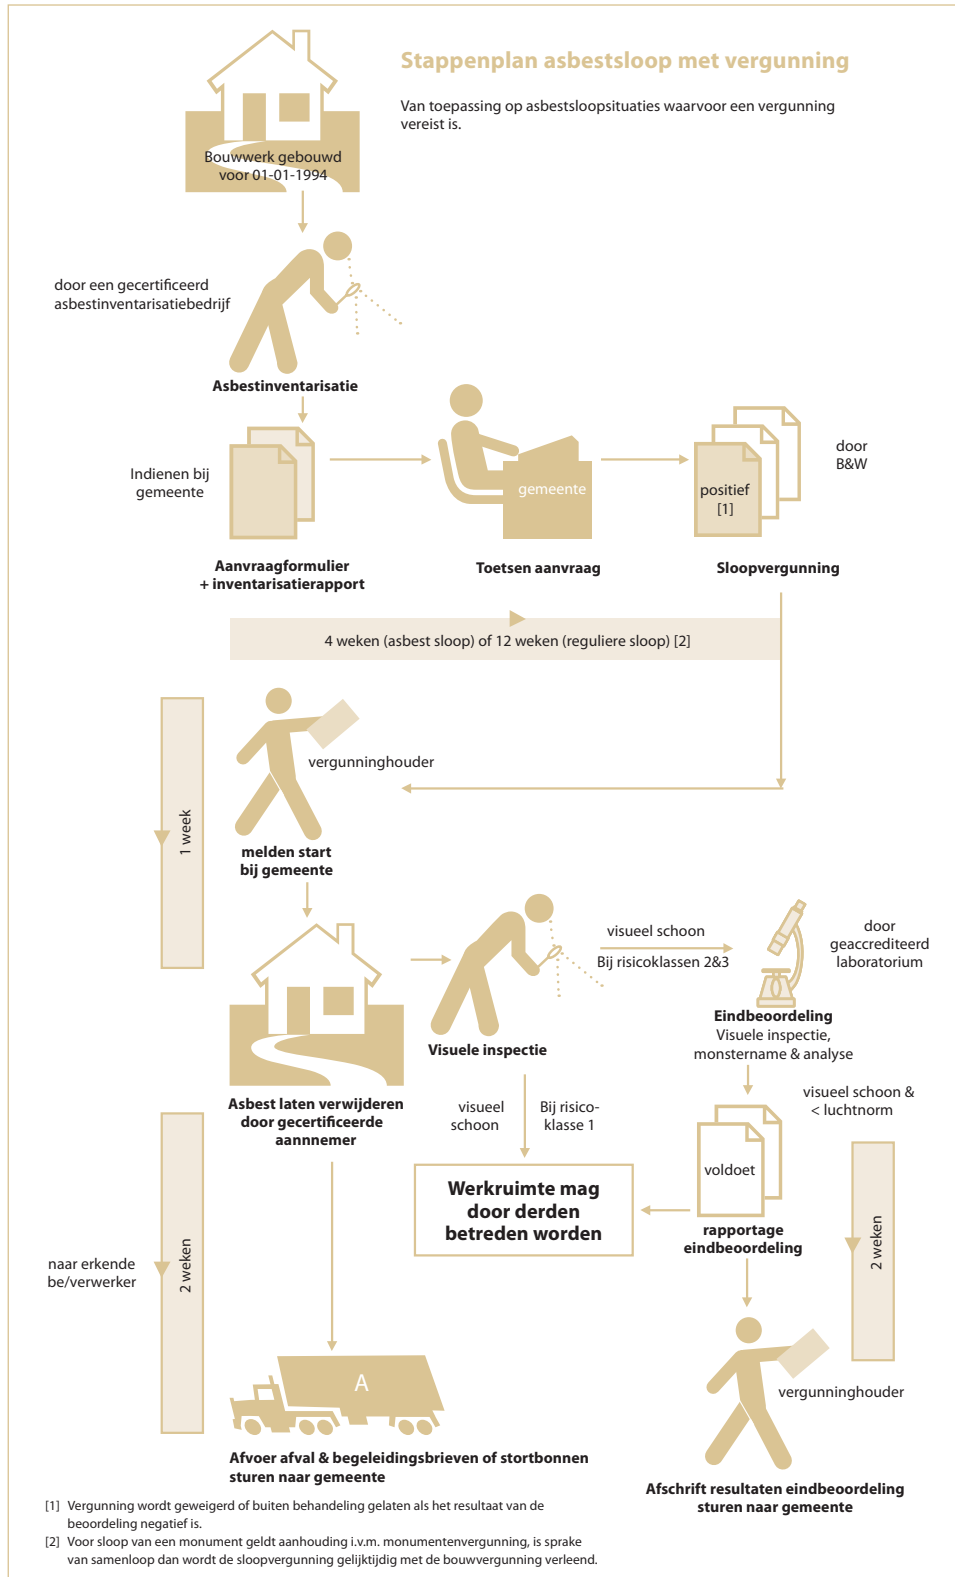 Stappenplan asbestsloop met vergunning
Van toepassing op asbestsloopsituaties waarvoor een vergunning
vereist is.
Bouwwerk gebouwd
voor 01-01-1994
door een gecertificeerd
asbestinventarisatiebedrijf
Asbestinventarisatie
Indienen bij
gemeente
gemeente
positief
[1]
door
B&W
Aanvraagformulier
+ inventarisatierapport
Toetsen aanvraag
Sloopvergunning
4 weken (asbest sloop) of 12 weken (reguliere sloop) [2]
vergunninghouder
1 week
melden start
bij gemeente
visueel schoon
Bij risicoklassen 2&3
door
geaccrediteerd
laboratorium
Eindbeoordeling
Visuele inspectie,
monstername & analyse
Visuele inspectie
Asbest laten verwijderen
door gecertificeerde
aannnemer
visueel
schoon
Bij risico-
klasse 1
visueel schoon &
< luchtnorm
voldoet
Werkruimte mag
door derden
betreden worden
rapportage
eindbeoordeling
2 weken
naar erkende
be/verwerker
2 weken
A
vergunninghouder
Afvoer afval & begeleidingsbrieven of stortbonnen
sturen naar gemeente
Afschrift resultaten eindbeoordeling
sturen naar gemeente
[1] Vergunning wordt geweigerd of buiten behandeling gelaten als het resultaat van de
beoordeling negatief is.
[2] Voor sloop van een monument geldt aanhouding i.v.m. monumentenvergunning, is sprake
van samenloop dan wordt de sloopvergunning gelijktijdig met de bouwvergunning verleend.